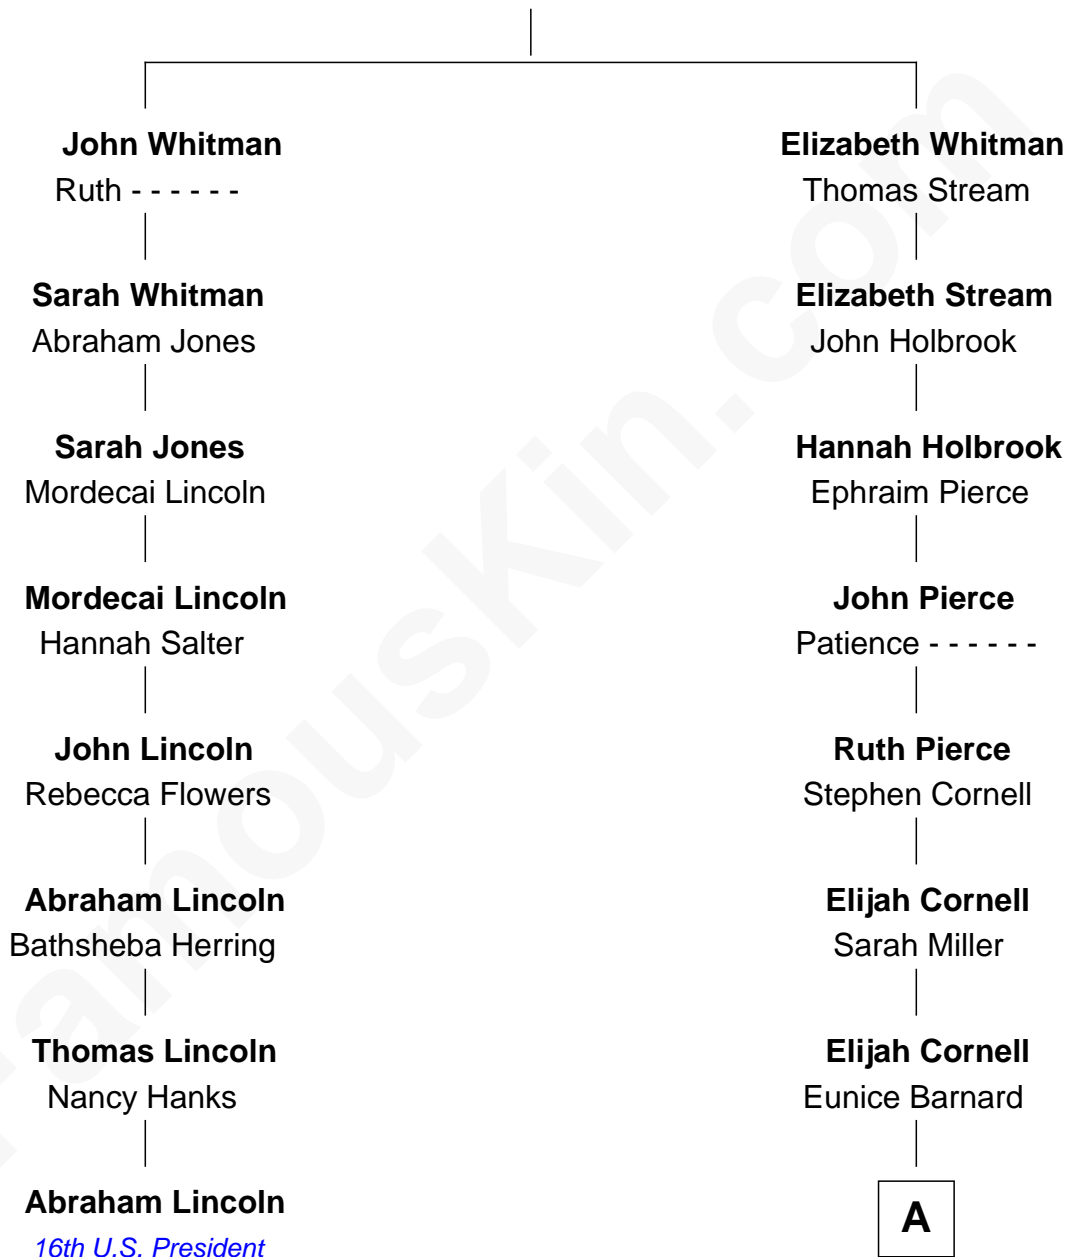 John Whitman
Ruth - - - - - -
Sarah Whitman
Abraham Jones
Sarah Jones
Mordecai Lincoln
Mordecai Lincoln
Hannah Salter
John Lincoln
Rebecca Flowers
Abraham Lincoln
Bathsheba Herring
Thomas Lincoln
Nancy Hanks
Abraham Lincoln
16th U.S. President
Elizabeth Whitman
Thomas Stream
Elizabeth Stream
John Holbrook
Hannah Holbrook
Ephraim Pierce
John Pierce
Patience - - - - - -
Ruth Pierce
Stephen Cornell
Elijah Cornell
Sarah Miller
Elijah Cornell
Eunice Barnard
A
FamousKin.com